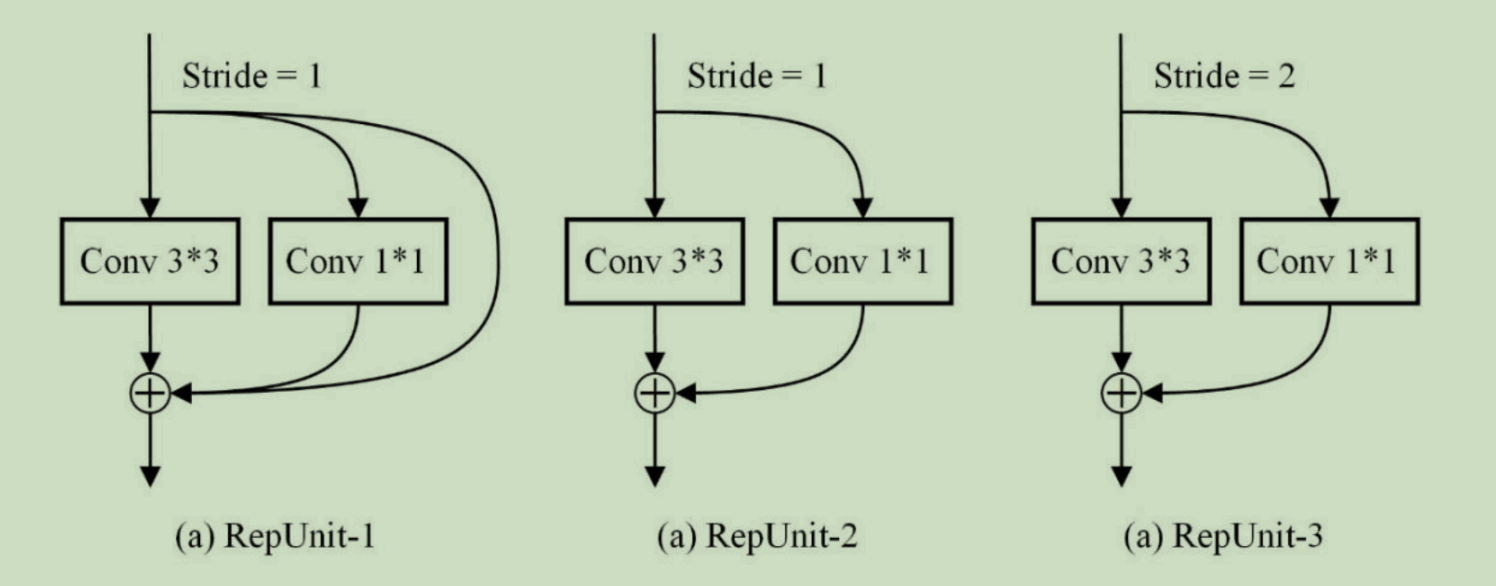 Stride = 1
Stride = 1
Stride = 2
Conv 3*3
Conv 1*1
Conv 3*3
Conv 1*1
Conv 3*3
Conv 1*1
(a) RepUnit-1
(a) RepUnit-2
(a) RepUnit-3